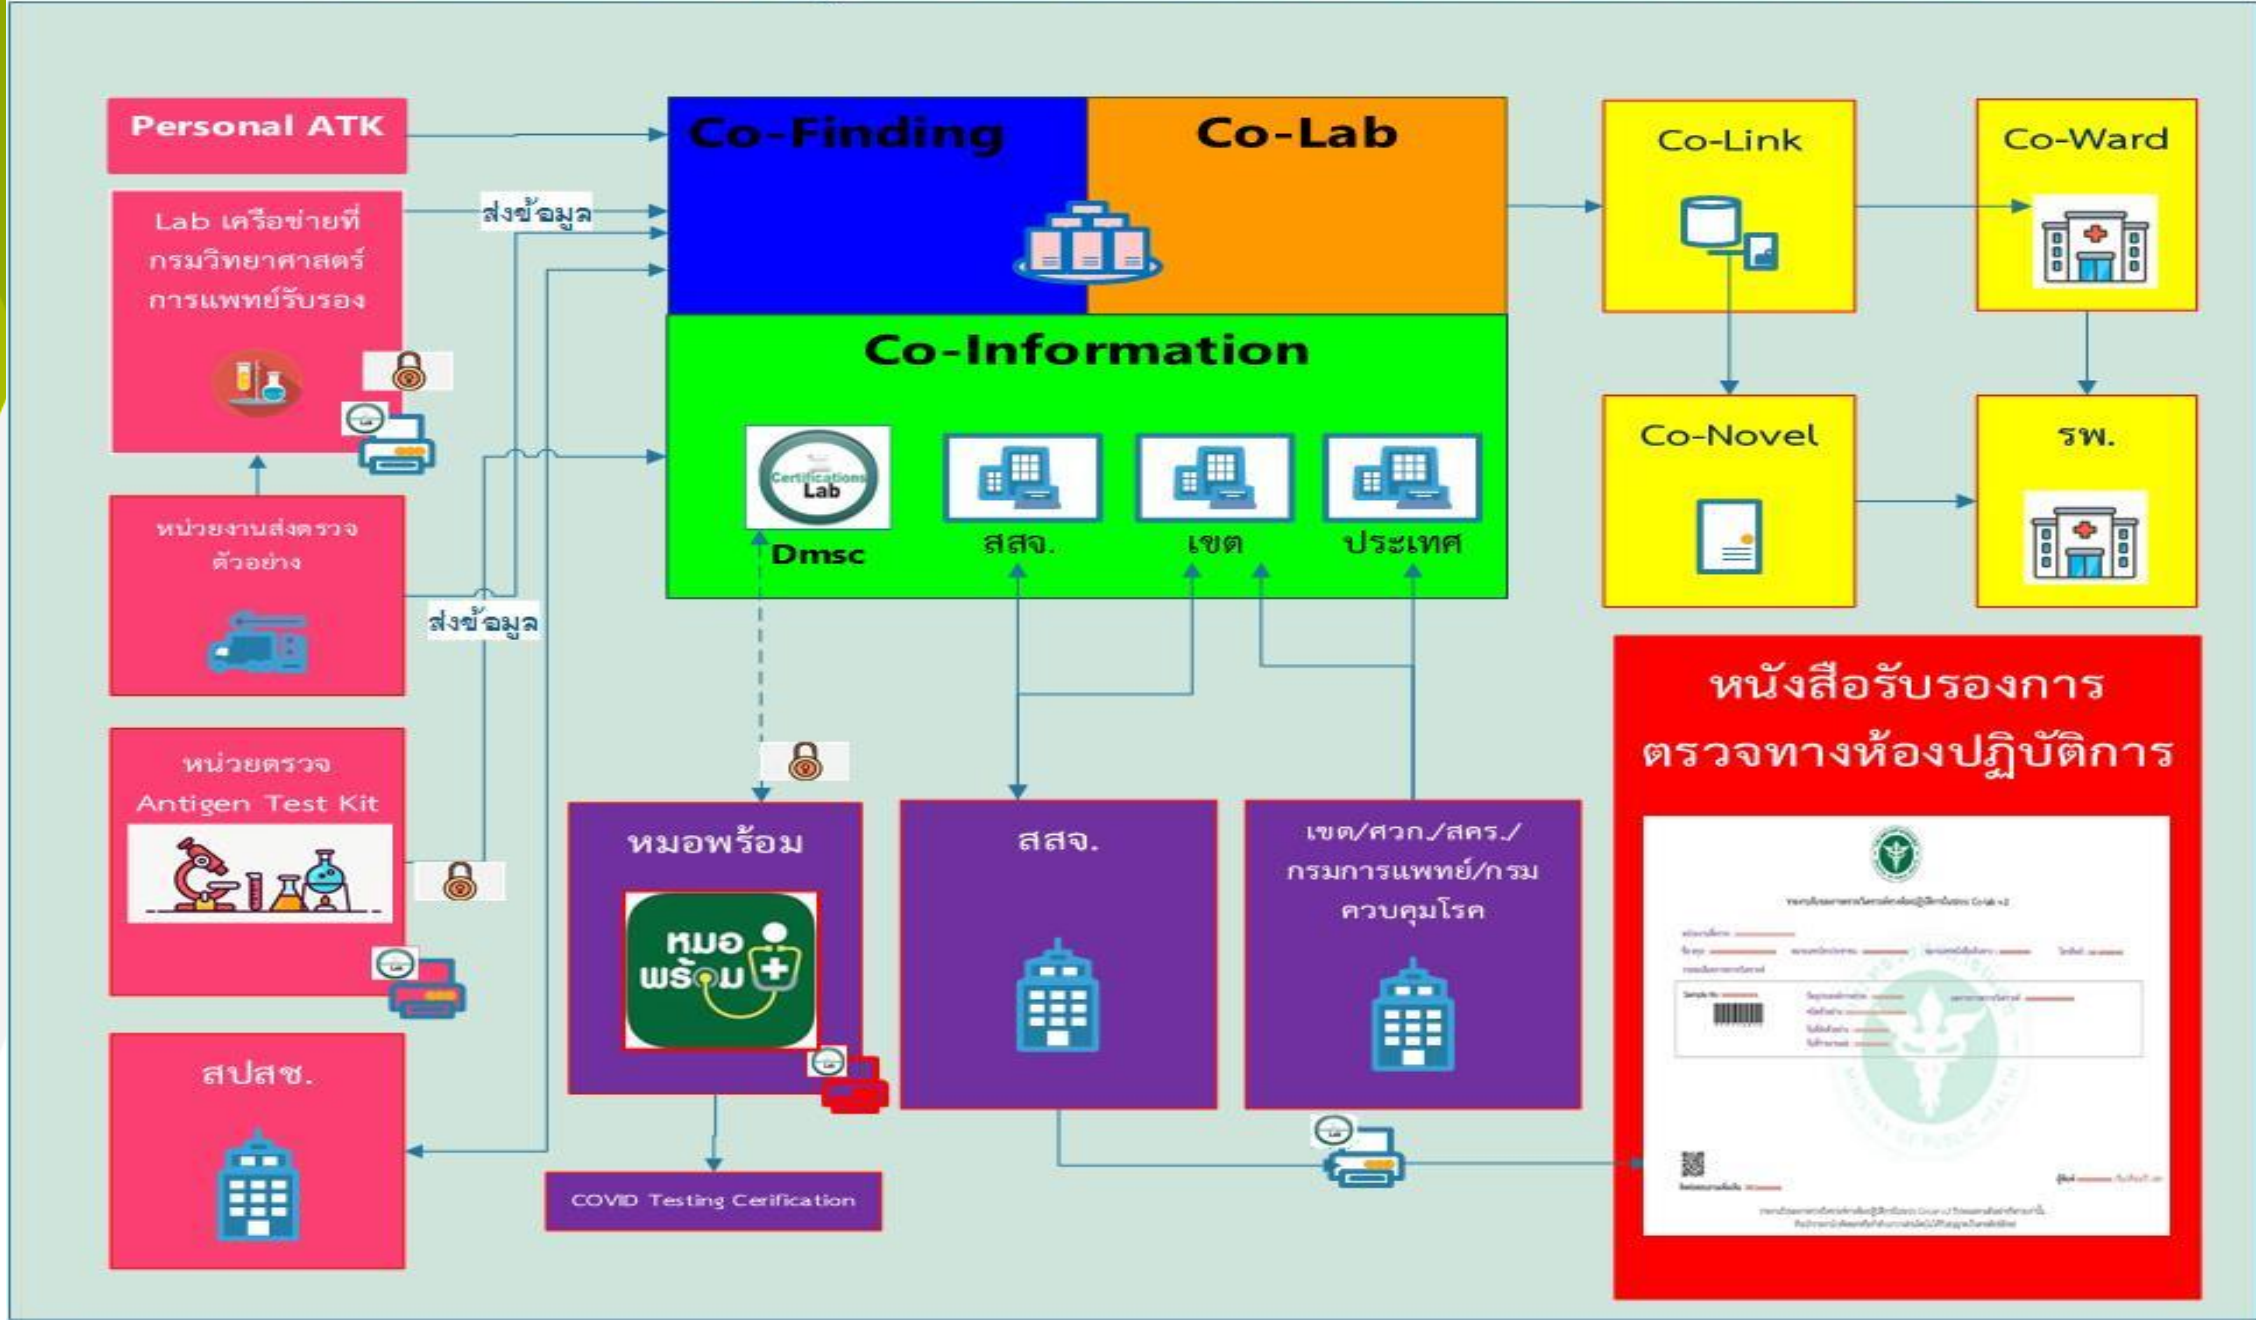 Personal ATK
Lab เครือข่ายที่
กรมวิทยาศาสตร์
การแพทย์รับรอง
หน่วยงานส่งตรวจ
ตัวอย่าง
หน่วยตรวจ
Antigen Test Kit
สปสช.
ส่งข้อมูล
ส่งข้อมูล
Co-Finding
Co-Lab
Co-Information
Certifications
Lab
Dmsc
สสจ.
เขต
ประเทศ
Co-Link
Co-Ward
Co-Novel
รพ.
หมอพร้อม
หมอ
พร้อม
COVID Testing Cerification
สสจ.
เขต/ศวก./สคร./
กรมการแพทย์/กรม
ควบคุมโรค
หนังสือรับรองการ
ตรวจทางห้องปฏิบัติการ
MINISTRY OF PUBLIC HEALTH